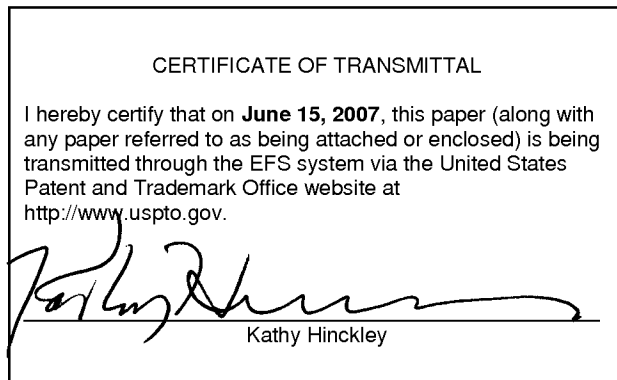 CERTIFICATE OF TRANSMITTAL
I hereby certify that on June 15, 2007, this paper (along with
any paper referred to as being attached or enclosed) is being
transmitted through the EFS system via the United States
Patent and Trademark Office website at
http://www.uspto.gov.
Kathy Hinckley